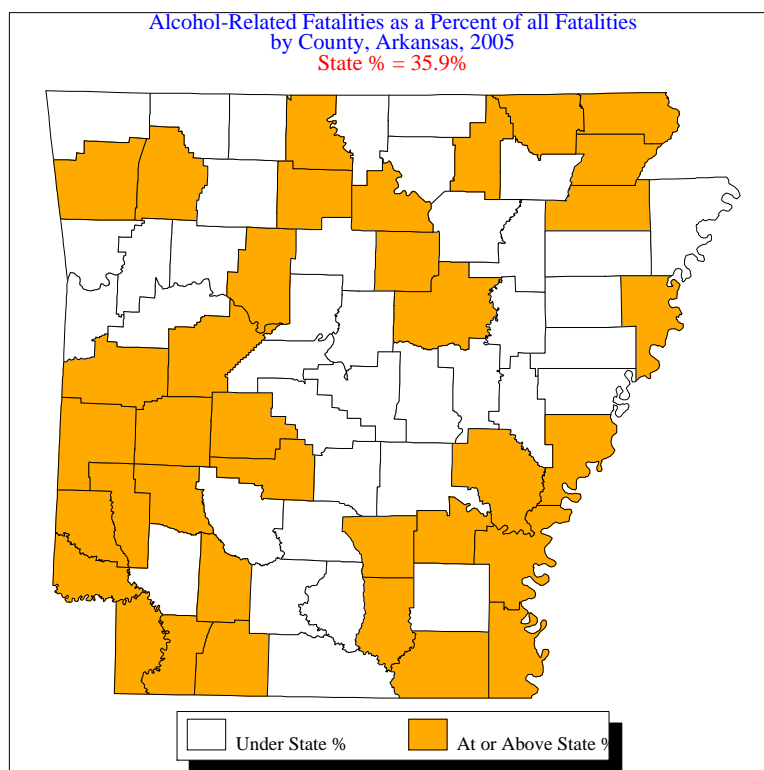 Alcohol-Related Fatalities as a Percent of all Fatalities
by County, Arkansas, 2005
State % = 35.9%
Under State %
At or Above State %